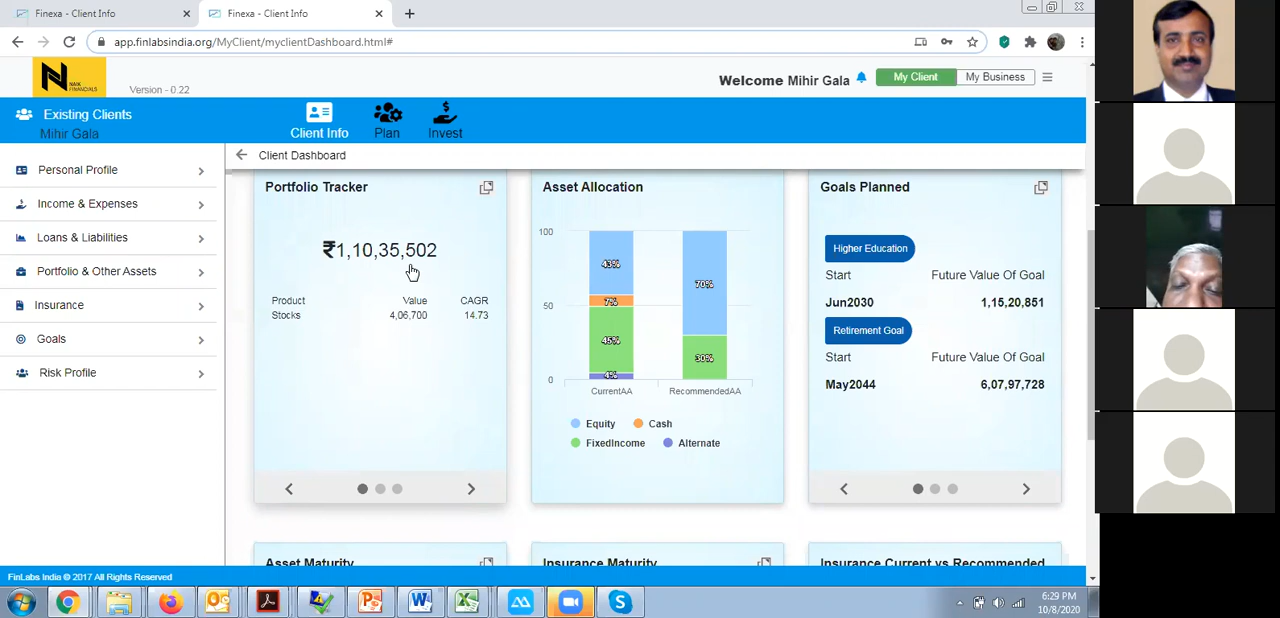 Finexa - Client Info
Finexa - Client Info
app.finlabsindia.org/MyClient/myclientDashboard.html#
N
NAIK
FINANCIALS
Version - 0.22
Welcome Mihir Gala
My Client
My Business
Existing Clients
Mihir Gala
Client Info
Plan
Invest
Client Dashboard
Personal Profile
Income & Expenses
Loans & Liabilities
Portfolio & Other Assets
Insurance
Goals
Risk Profile
Portfolio Tracker
₹1,10,35,502
Product Value CAGR
Stocks 4,06,700 14.73
Asset Allocation
100
50
0
43%
7%
45%
4%
70%
30%
CurrentAA RecommendedAA
Equity Cash
FixedIncome Alternate
Goals Planned
Higher Education
Start Future Value Of Goal
Jun2030 1,15,20,851
Retirement Goal
Start Future Value Of Goal
May2044 6,07,97,728
Asset Maturity
Insurance Maturity
Insurance Current vs Recommended
FinLabs India © 2017 All Rights Reserved
6:29 PM
10/8/2020